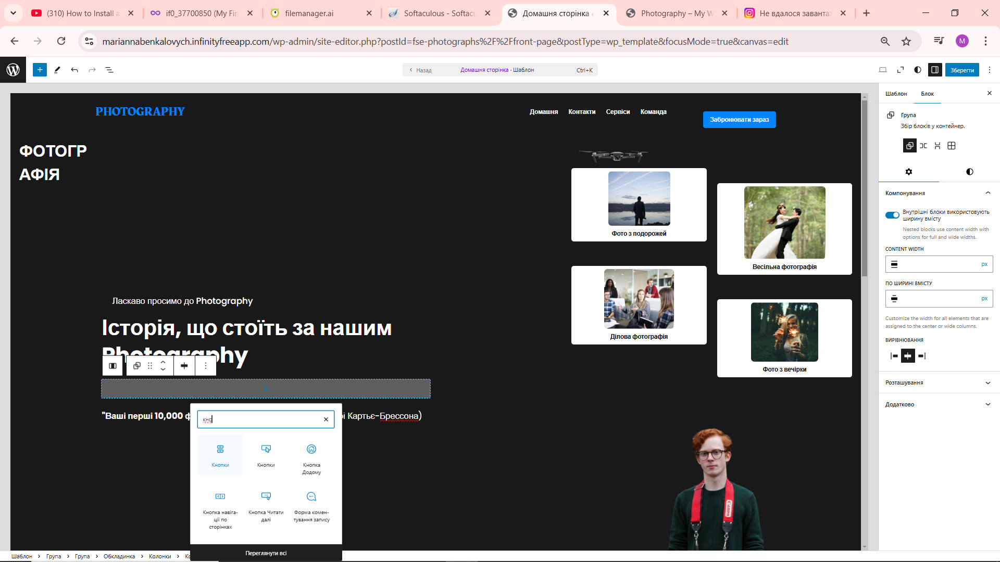 (310) How to Install a
if0_37700850 (My Fir
filemanager.ai
Softaculous - Softacu
Домашня сторінка ‹
Photography – My W
Не вдалося завантаж
mariannabenkalovych.infinityfreeapp.com/wp-admin/site-editor.php?postId=fse-photographs%2F%2Ffront-page&postType=wp_template&focusMode=true&canvas=edit
M
Назад
Домашня сторінка · Шаблон
Ctrl+K
Зберегти
PHOTOGRAPHY
Домашня
Контакти
Сервіси
Команда
Забронювати зараз
ФОТОГР
АФІЯ
Фото з подорожей
Весільна фотографія
Ділова фотографія
Фото з вечірки
Ласкаво просимо до Photography
Історія, що стоїть за нашим
Photography
"Ваші перші 10,000 ф
рі Картьє-Брессона)
кно
Кнопки
Кнопки
Кнопка
Додому
Кнопка навіга-
ції по
сторінках
Кнопка Читати
далі
Форма комен-
тування запису
Переглянути всі
Canon
Шаблон
Блок
Група
Збір блоків у контейнер.
Компонування
Внутрішні блоки використовують
ширину вмісту
Nested blocks use content width with
options for full and wide widths.
CONTENT WIDTH
px
ПО ШИРИНІ ВМІСТУ
px
Customize the width for all elements that are
assigned to the center or wide columns.
ВИРІВНЮВАННЯ
Розташування
Додатково
Шаблон › Група › Група › Обкладинка › Колонки ›